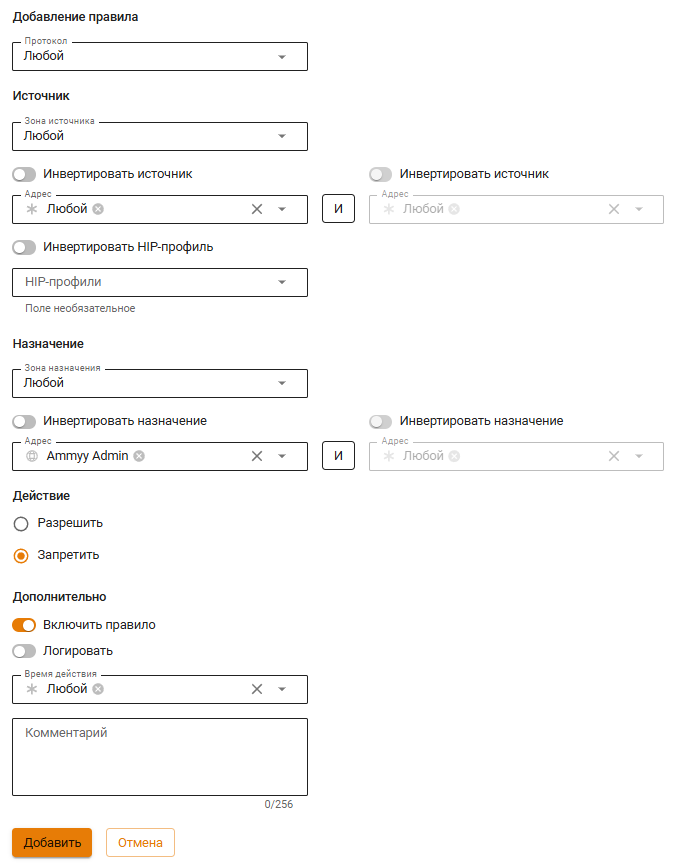 Добавление правила
Протокол
Любой
Источник
Зона источника
Любой
Инвертировать источник
Инвертировать источник
Адрес
Любой
И
Адрес
Любой
Инвертировать HIP-профиль
HIP-профили
Поле необязательное
Назначение
Зона назначения
Любой
Инвертировать назначение
Инвертировать назначение
Адрес
Ammyy Admin
И
Адрес
Любой
Действие
Разрешить
Запретить
Дополнительно
Включить правило
Логировать
Время действия
Любой
Комментарий
0/256
Добавить
Отмена